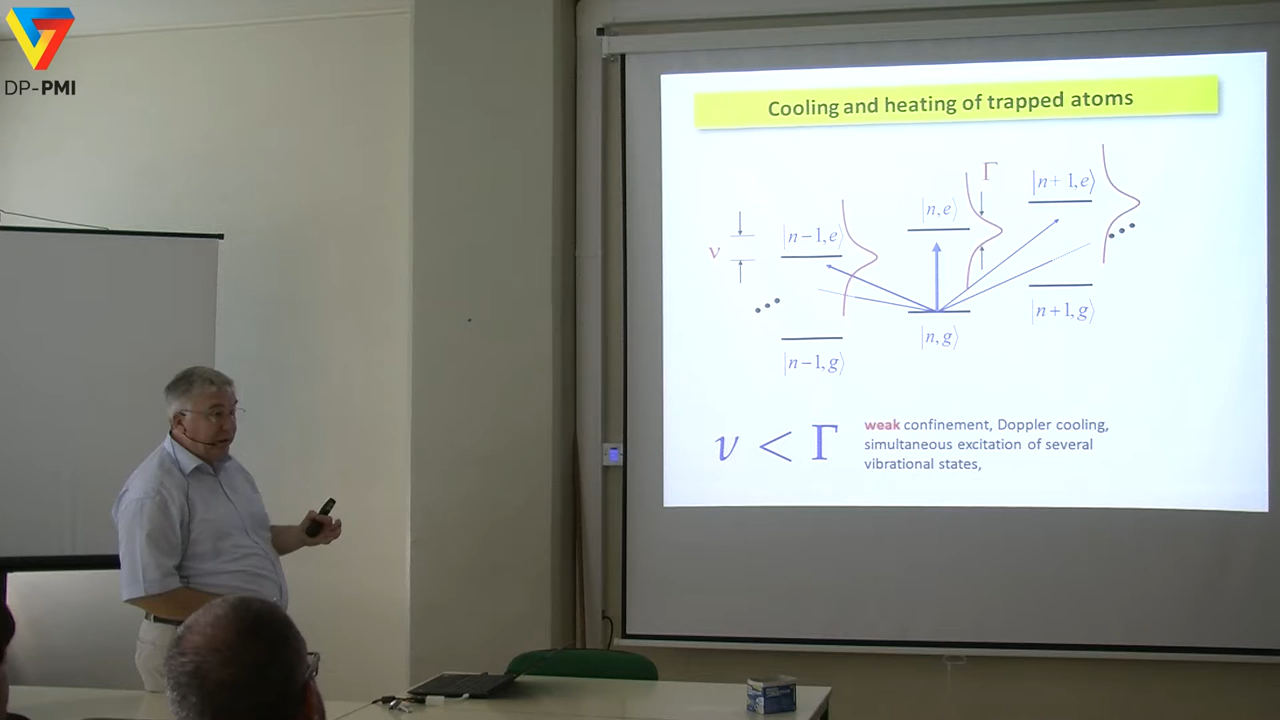 DP-PMI
Cooling and heating of trapped atoms
Γ
|n+1,e⟩
|n,e⟩
|n−1,e⟩
ν
|n+1,g⟩
|n,g⟩
|n−1,g⟩
ν < Γ
weak confinement, Doppler cooling,
simultaneous excitation of several
vibrational states,